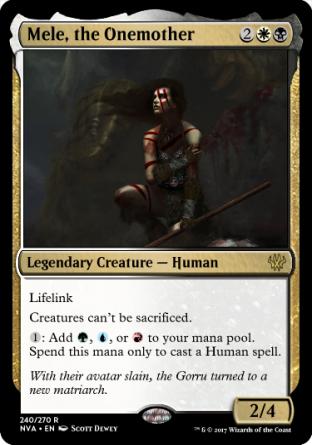 Mele, the Onemother 2
Legendary Creature — Human
Lifelink
Creatures can't be sacrificed.
1: Add , , or to your mana pool.
Spend this mana only to cast a Human spell.
With their avatar slain, the Gorru turned to
a new matriarch.
2/4
240/270 R
NVA • EN Scott Dewey
™ & © 2017 Wizards of the Coast